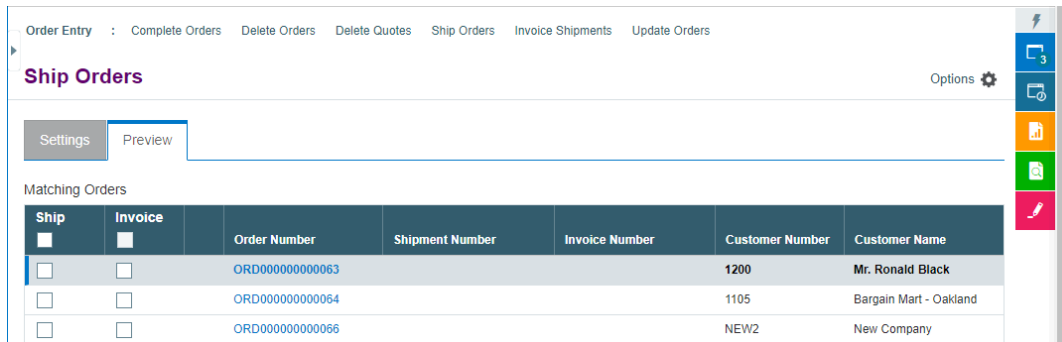 Order Entry : Complete Orders Delete Orders Delete Quotes Ship Orders Invoice Shipments Update Orders
Ship Orders
Options
3
Settings Preview
Matching Orders
Ship Invoice
Order Number Shipment Number Invoice Number Customer Number Customer Name
ORD000000000063 1200 Mr. Ronald Black
ORD000000000064 1105 Bargain Mart - Oakland
ORD000000000066 NEW2 New Company